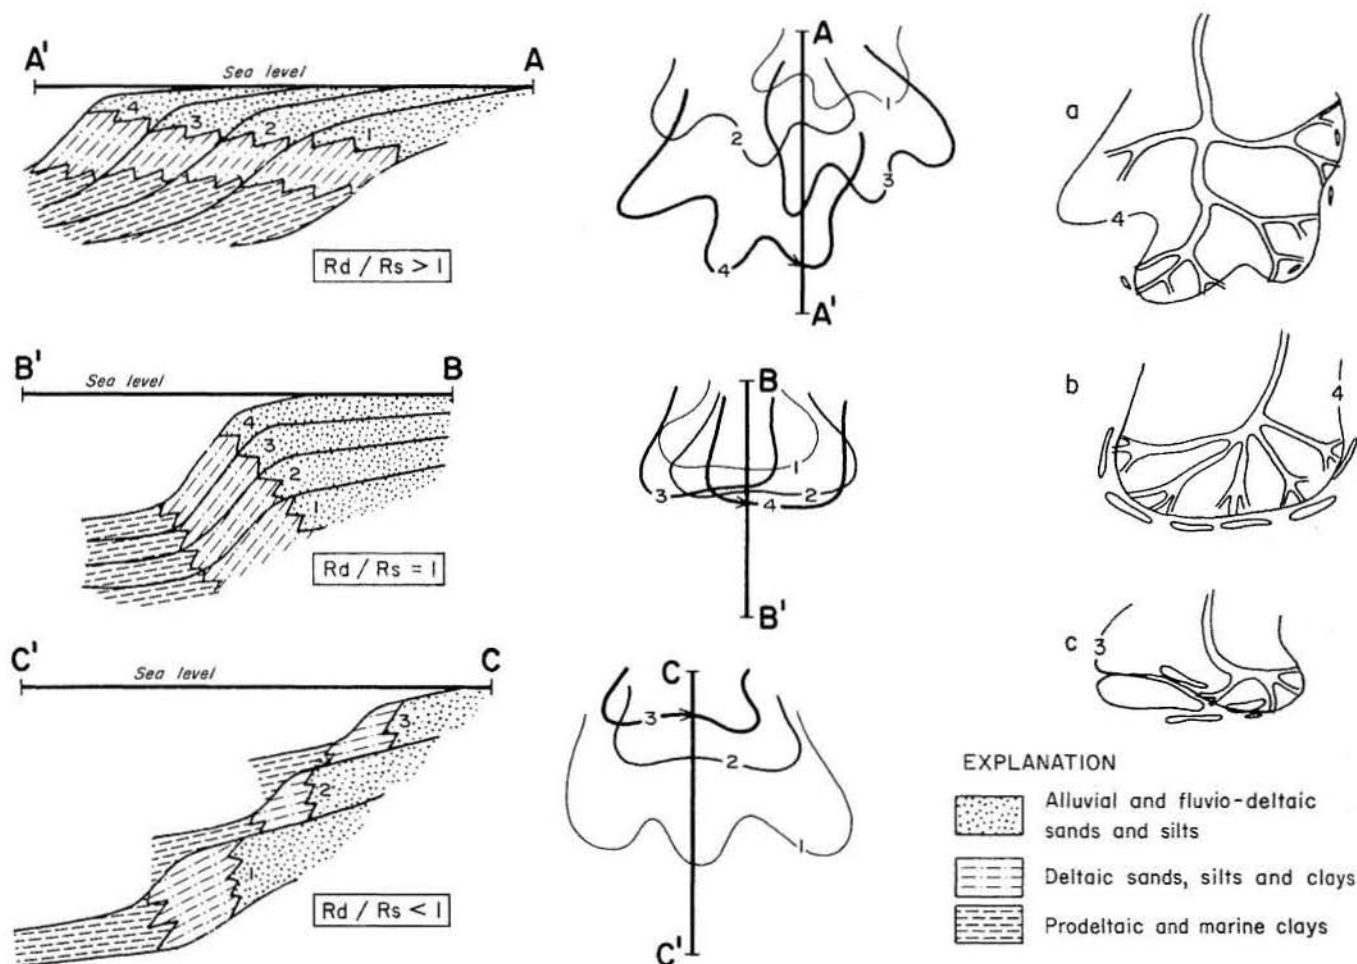 A'
A
Sea level
4
3
2
1
Rd / Rs > 1
A
1
2
3
4
A'
a
4
B'
B
Sea level
4
3
2
1
Rd / Rs = 1
B
1
3
2
4
B'
b
4
C'
C
Sea level
3
2
1
Rd / Rs < 1
C
3
2
1
C'
c
3
EXPLANATION
Alluvial and fluvio-deltaic
sands and silts
Deltaic sands, silts and clays
Prodeltaic and marine clays